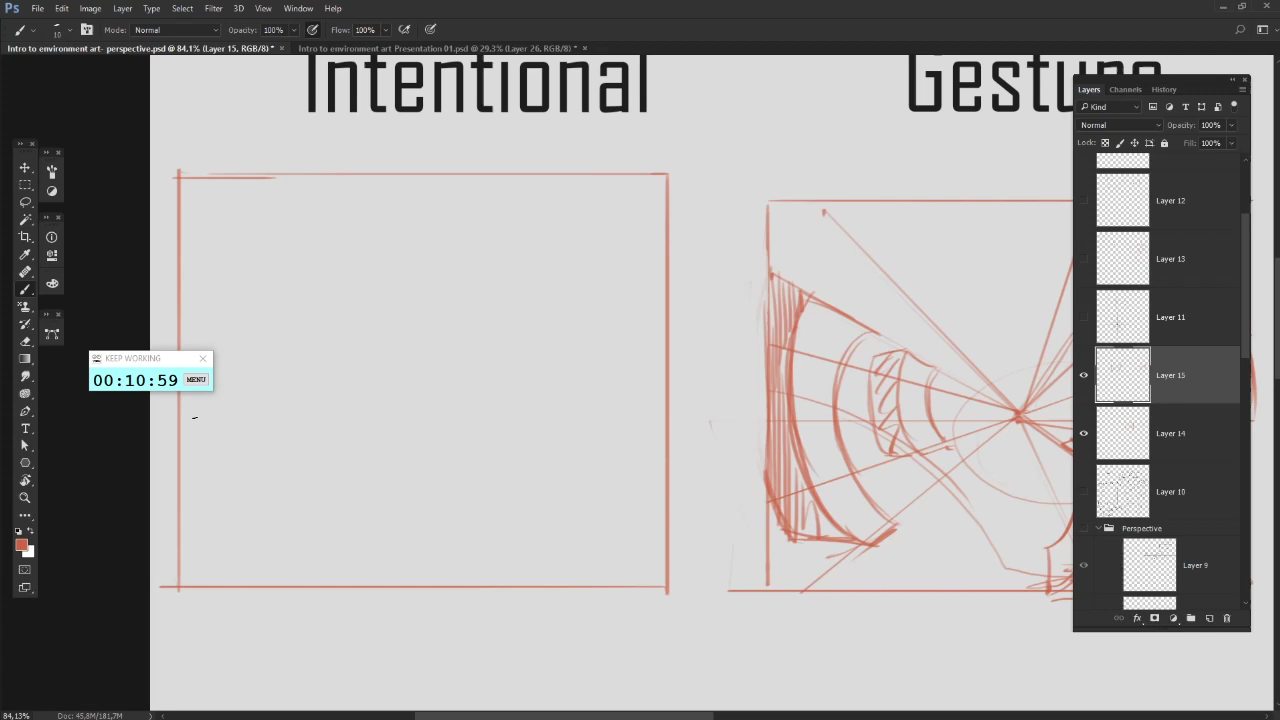 Ps File Edit Image Layer Type Select Filter 3D View Window Help
10 Mode: Normal Opacity: 100% Flow: 100%
Intro to environment art- perspective.psd @ 84,1% (Layer 15, RGB/8) * × Intro to environment art Presentation 01.psd @ 29.3% (Layer 26, RGB/8) * ×
Intentional
Layers Channels History
Kind
Normal Opacity: 100%
Lock: Fill: 100%
Layer 12
Layer 13
Layer 11
Layer 15
Layer 14
Layer 10
Perspective
Layer 9
KEEP WORKING
00:10:59 MENU
84,13% Doc: 45,8M/181,7M